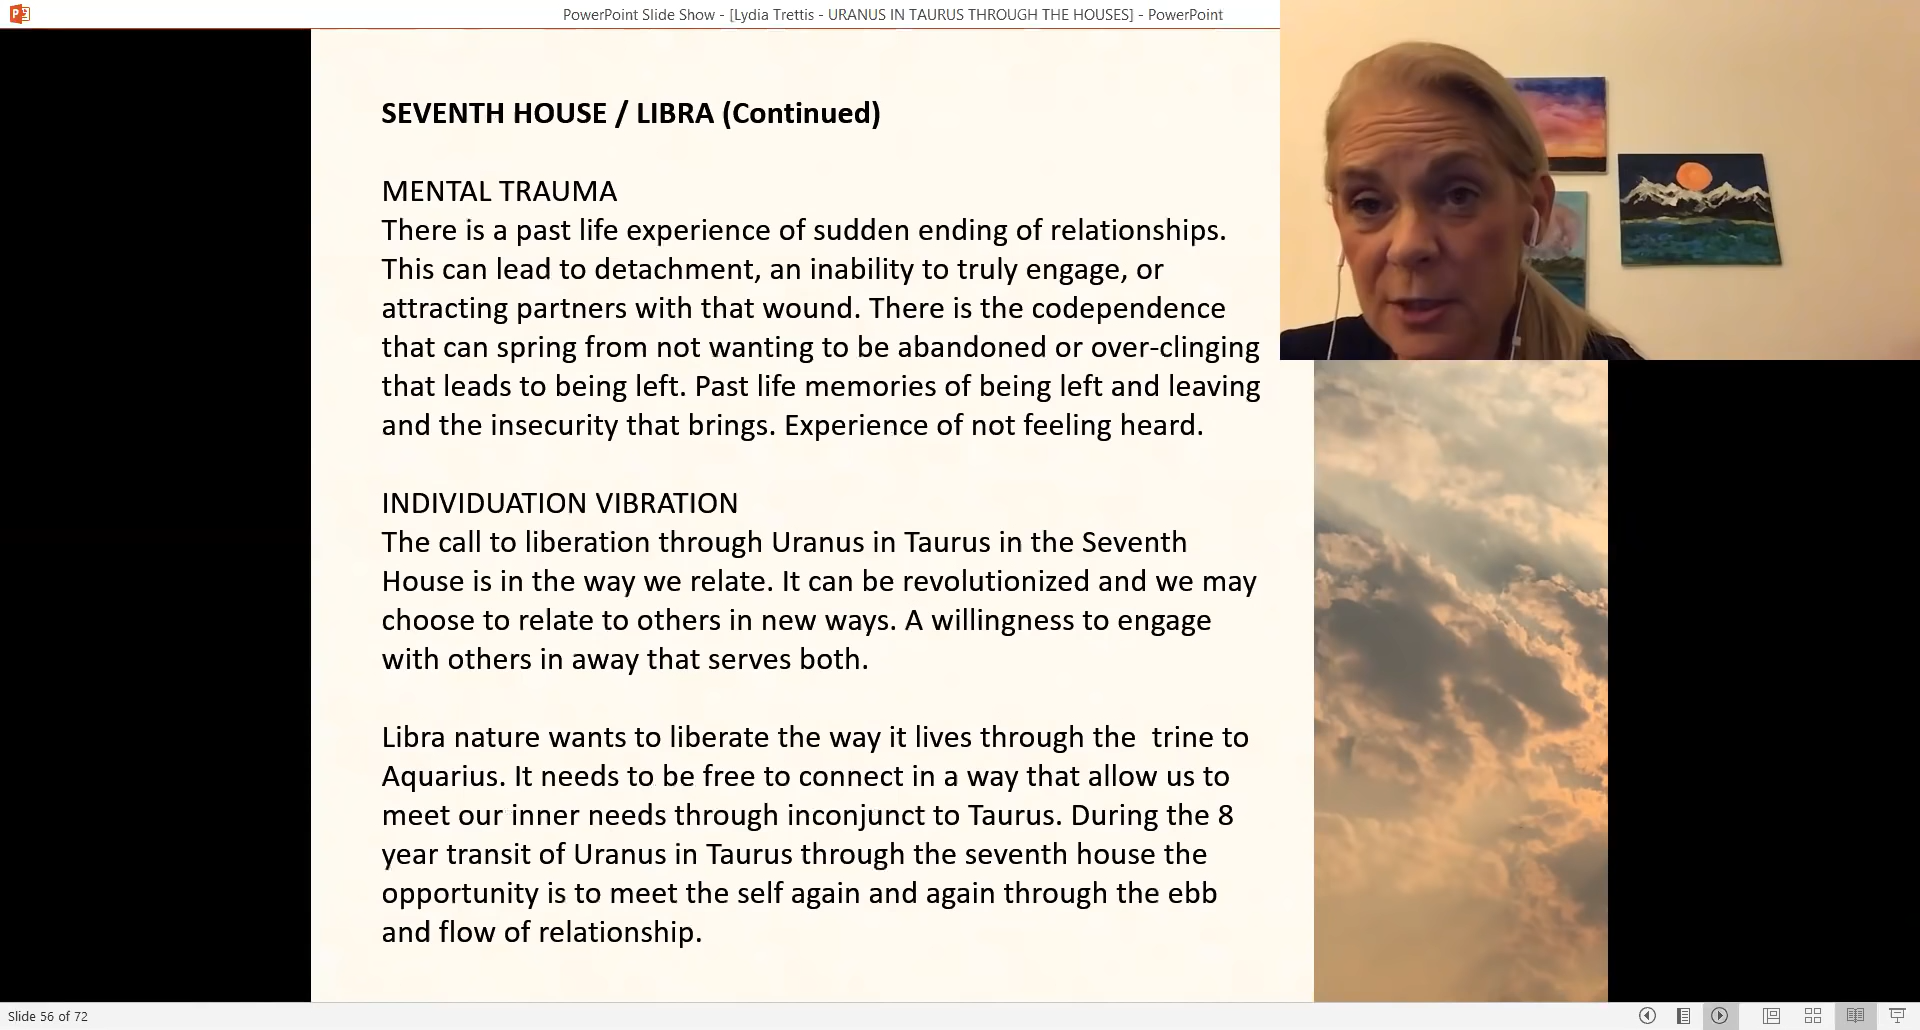 PowerPoint Slide Show - [Lydia Trettis - URANUS IN TAURUS THROUGH THE HOUSES] - PowerPoint
SEVENTH HOUSE / LIBRA (Continued)
MENTAL TRAUMA
There is a past life experience of sudden ending of relationships.
This can lead to detachment, an inability to truly engage, or
attracting partners with that wound. There is the codependence
that can spring from not wanting to be abandoned or over-clinging
that leads to being left. Past life memories of being left and leaving
and the insecurity that brings. Experience of not feeling heard.
INDIVIDUATION VIBRATION
The call to liberation through Uranus in Taurus in the Seventh
House is in the way we relate. It can be revolutionized and we may
choose to relate to others in new ways. A willingness to engage
with others in away that serves both.
Libra nature wants to liberate the way it lives through the  trine to
Aquarius. It needs to be free to connect in a way that allow us to
meet our inner needs through inconjunct to Taurus. During the 8
year transit of Uranus in Taurus through the seventh house the
opportunity is to meet the self again and again through the ebb
and flow of relationship.
Slide 56 of 72